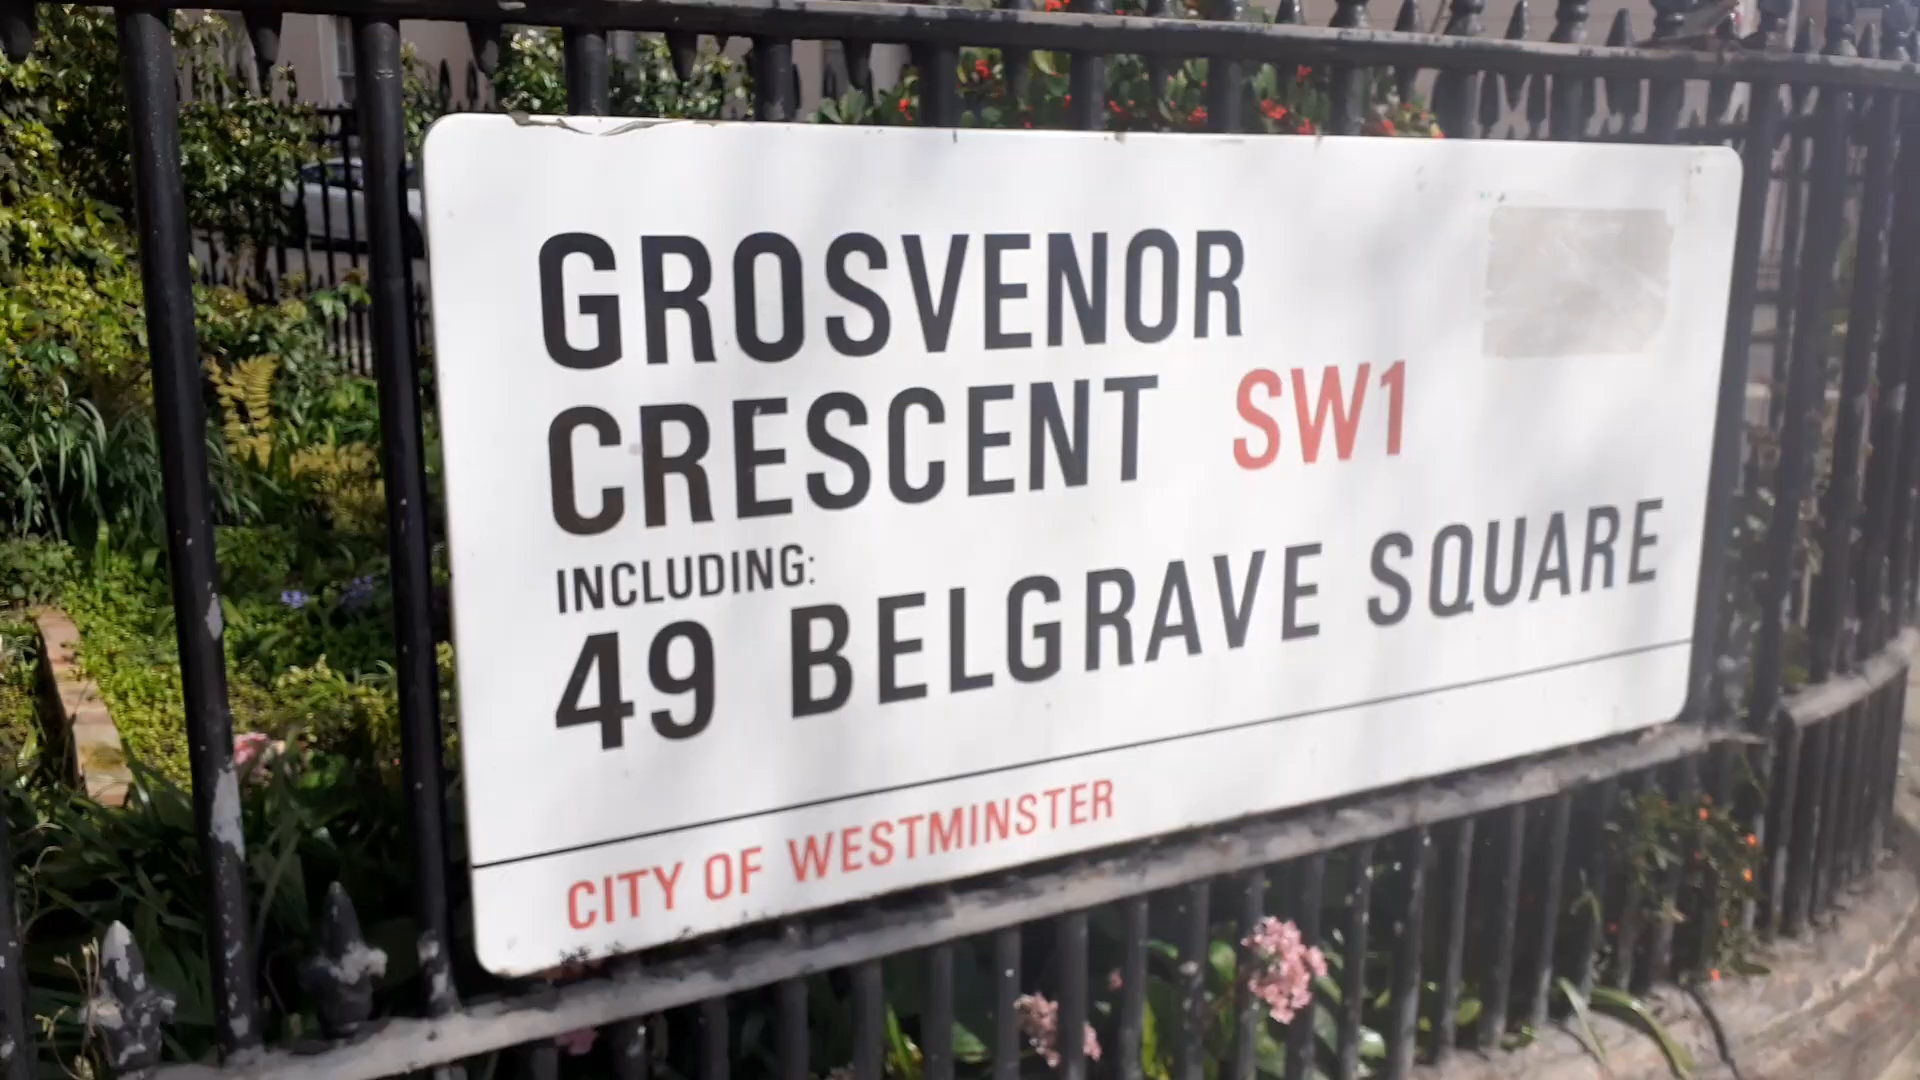 GROSVENOR
CRESCENT SW1
INCLUDING:
49 BELGRAVE SQUARE
CITY OF WESTMINSTER